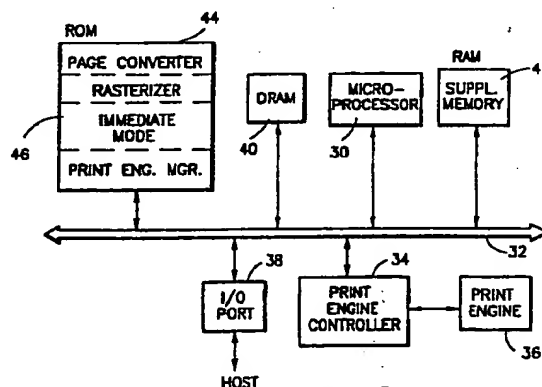 ROM
44
PAGE CONVERTER
RASTERIZER
IMMEDIATE
MODE
PRINT ENG. MGR.
46
DRAM
40
MICRO-
PROCESSOR
30
RAM
SUPPL.
MEMORY
4
32
38
I/O
PORT
HOST
34
PRINT
ENGINE
CONTROLLER
PRINT
ENGINE
36